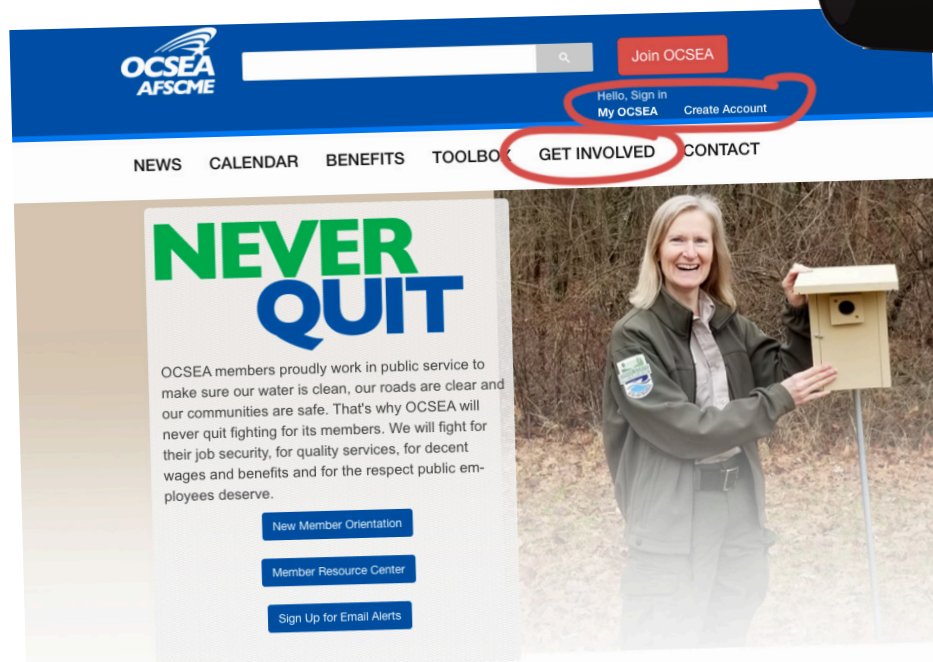 OCSEA
AFSCME
Join OCSEA
Hello, Sign in
My OCSEA Create Account
NEWS CALENDAR BENEFITS TOOLBOX GET INVOLVED CONTACT
NEVER
QUIT
OCSEA members proudly work in public service to
make sure our water is clean, our roads are clear and
our communities are safe. That's why OCSEA will
never quit fighting for its members. We will fight for
their job security, for quality services, for decent
wages and benefits and for the respect public em-
ployees deserve.
New Member Orientation
Member Resource Center
Sign Up for Email Alerts